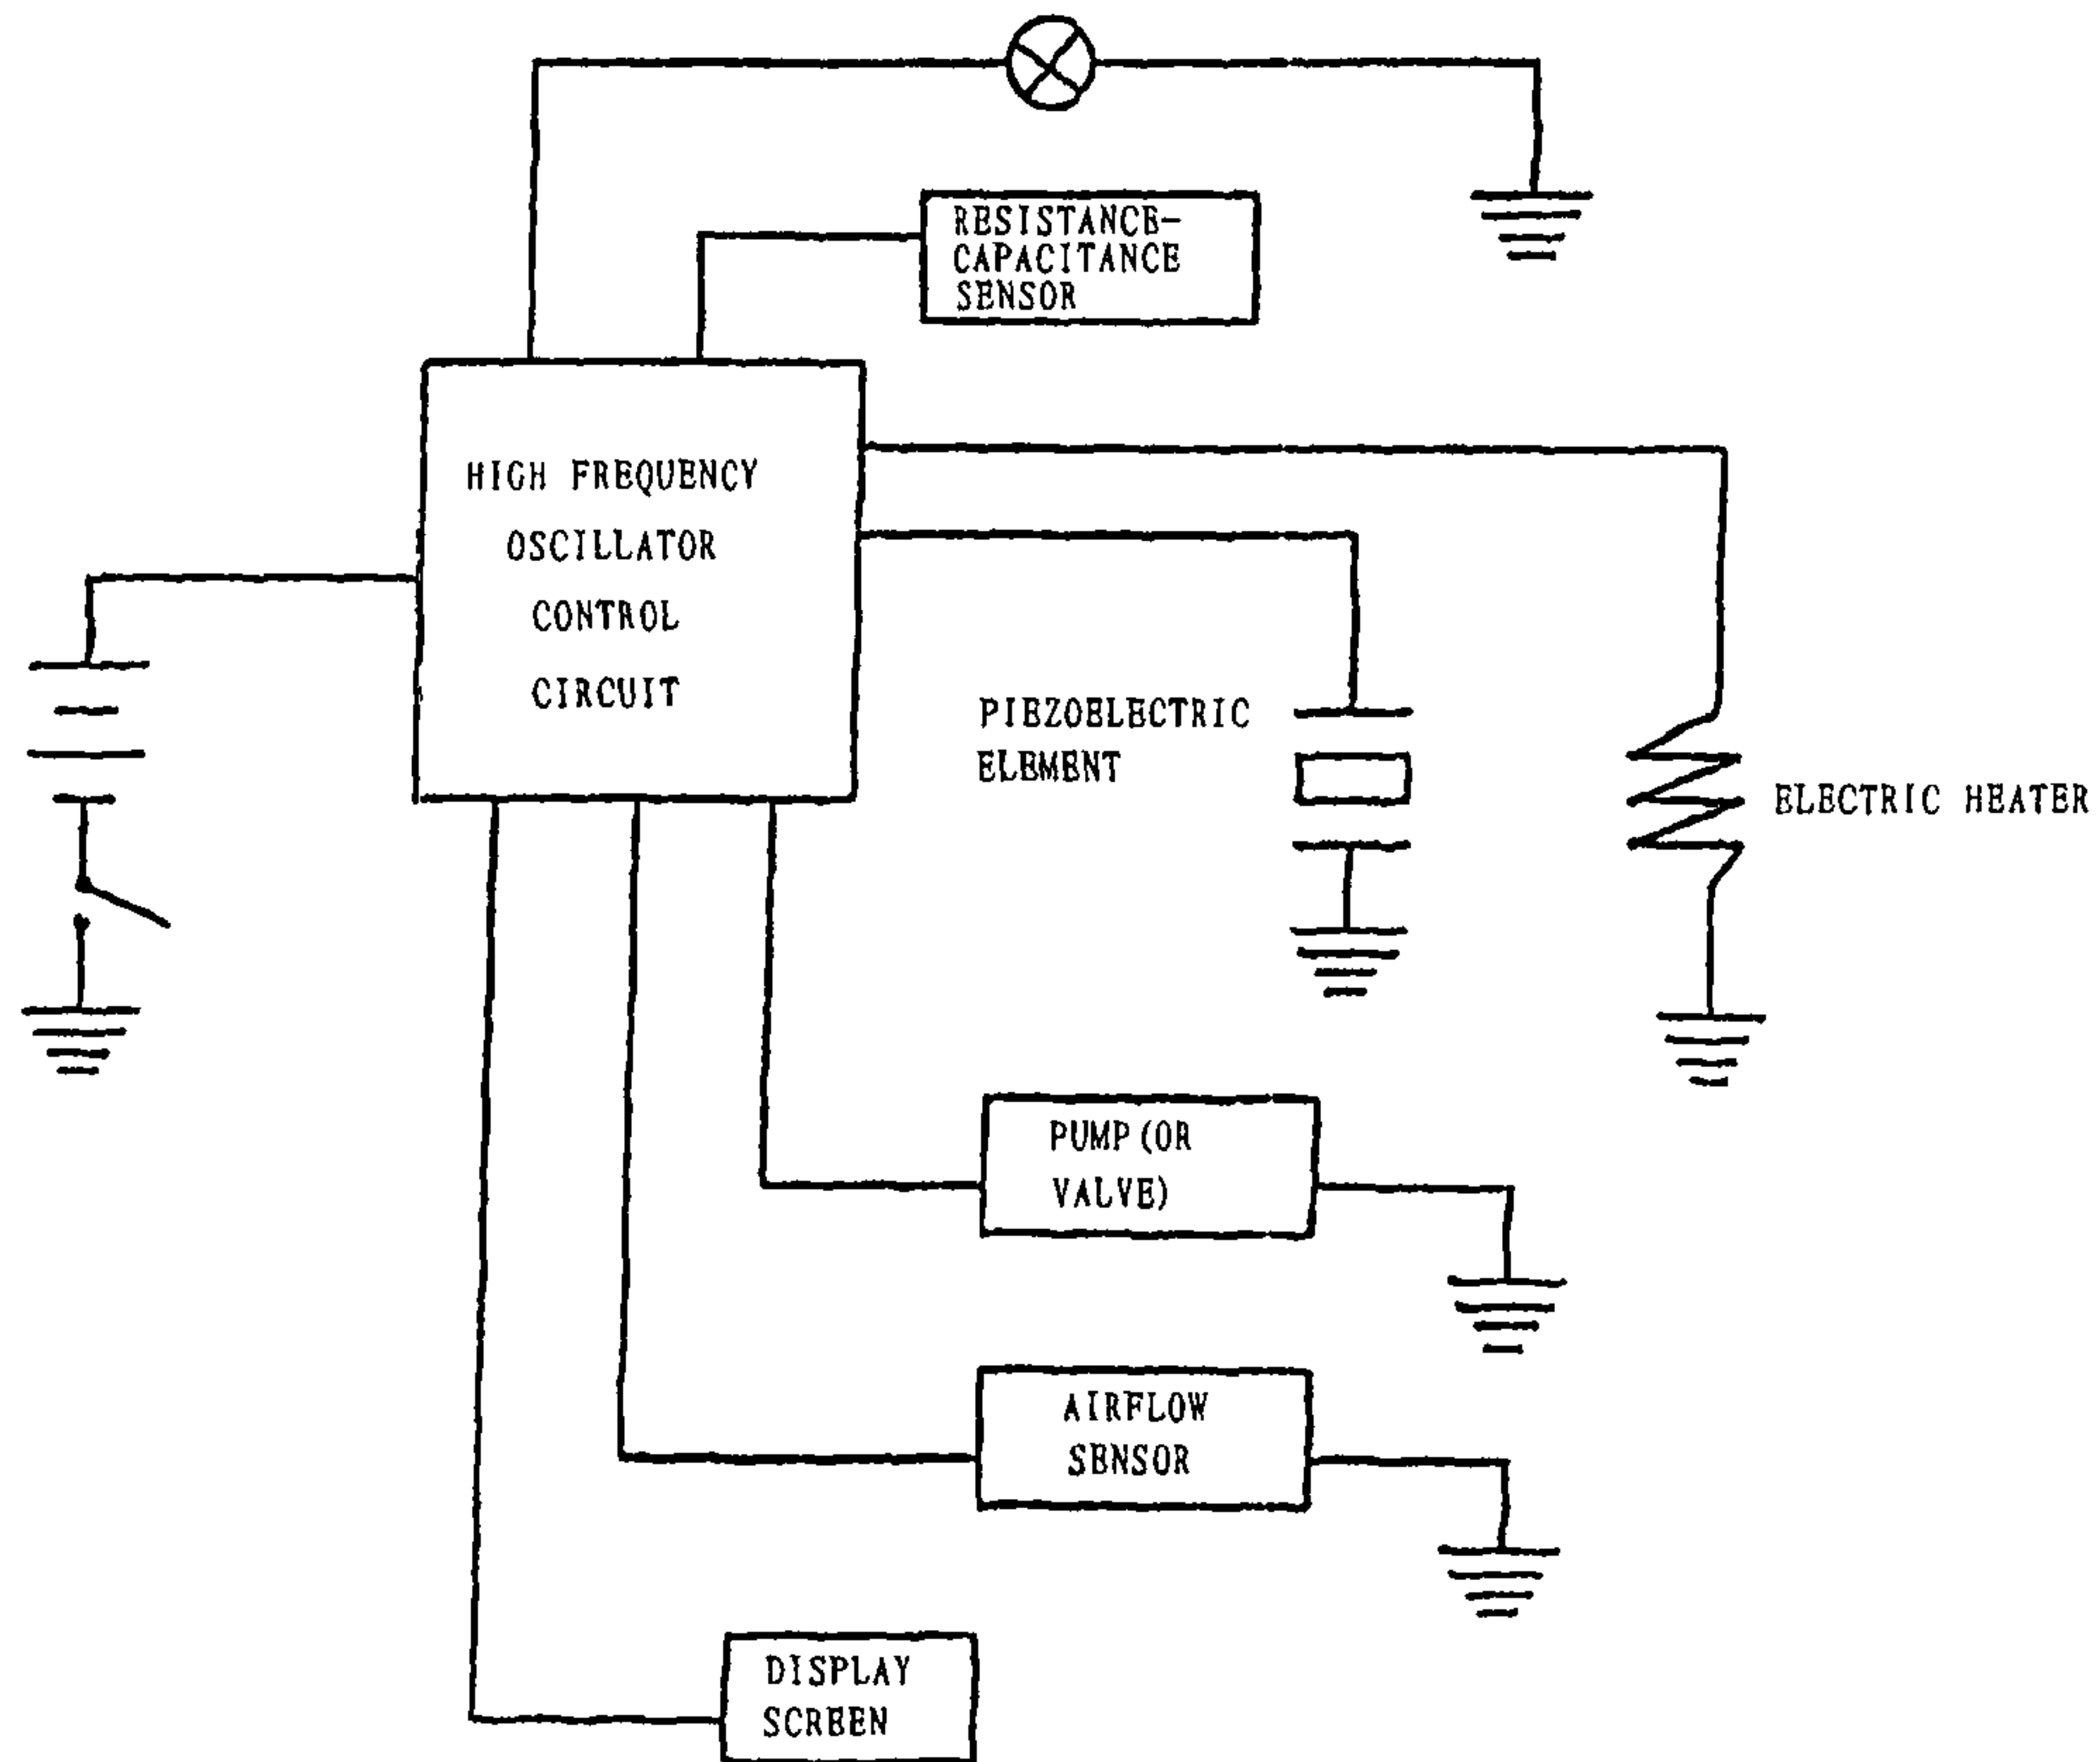 RESISTANCE-
CAPACITANCE
SENSOR
HIGH FREQUENCY
OSCILLATOR
CONTROL
CIRCUIT
PIEZOELECTRIC
ELEMENT
ELECTRIC HEATER
PUMP(OR
VALVE)
AIRFLOW
SENSOR
DISPLAY
SCREEN